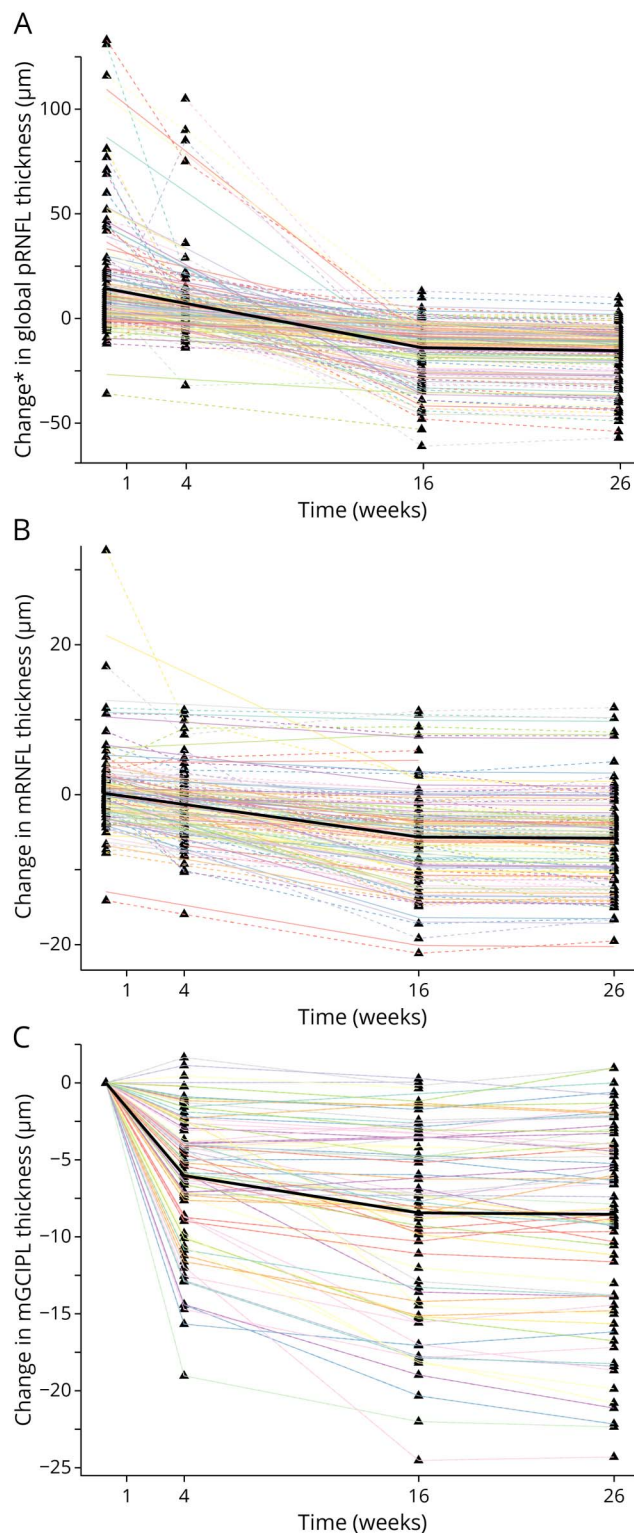 A
Change* in global pRNFL thickness (μm)
100
50
0
−50
1 4 16 26
Time (weeks)
B
Change in mRNFL thickness (μm)
20
0
−20
1 4 16 26
Time (weeks)
C
Change in mGCIPL thickness (μm)
0
−5
−10
−15
−20
−25
1 4 16 26
Time (weeks)